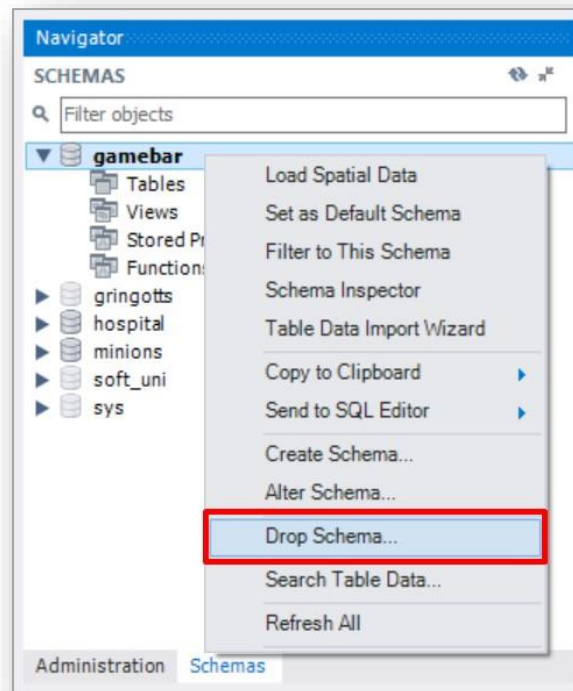 Navigator
SCHEMAS
Filter objects
gamebar
Tables
Views
Stored Pr
Functions
gringotts
hospital
minions
soft_uni
sys
Load Spatial Data
Set as Default Schema
Filter to This Schema
Schema Inspector
Table Data Import Wizard
Copy to Clipboard
Send to SQL Editor
Create Schema...
Alter Schema...
Drop Schema...
Search Table Data...
Refresh All
Administration Schemas